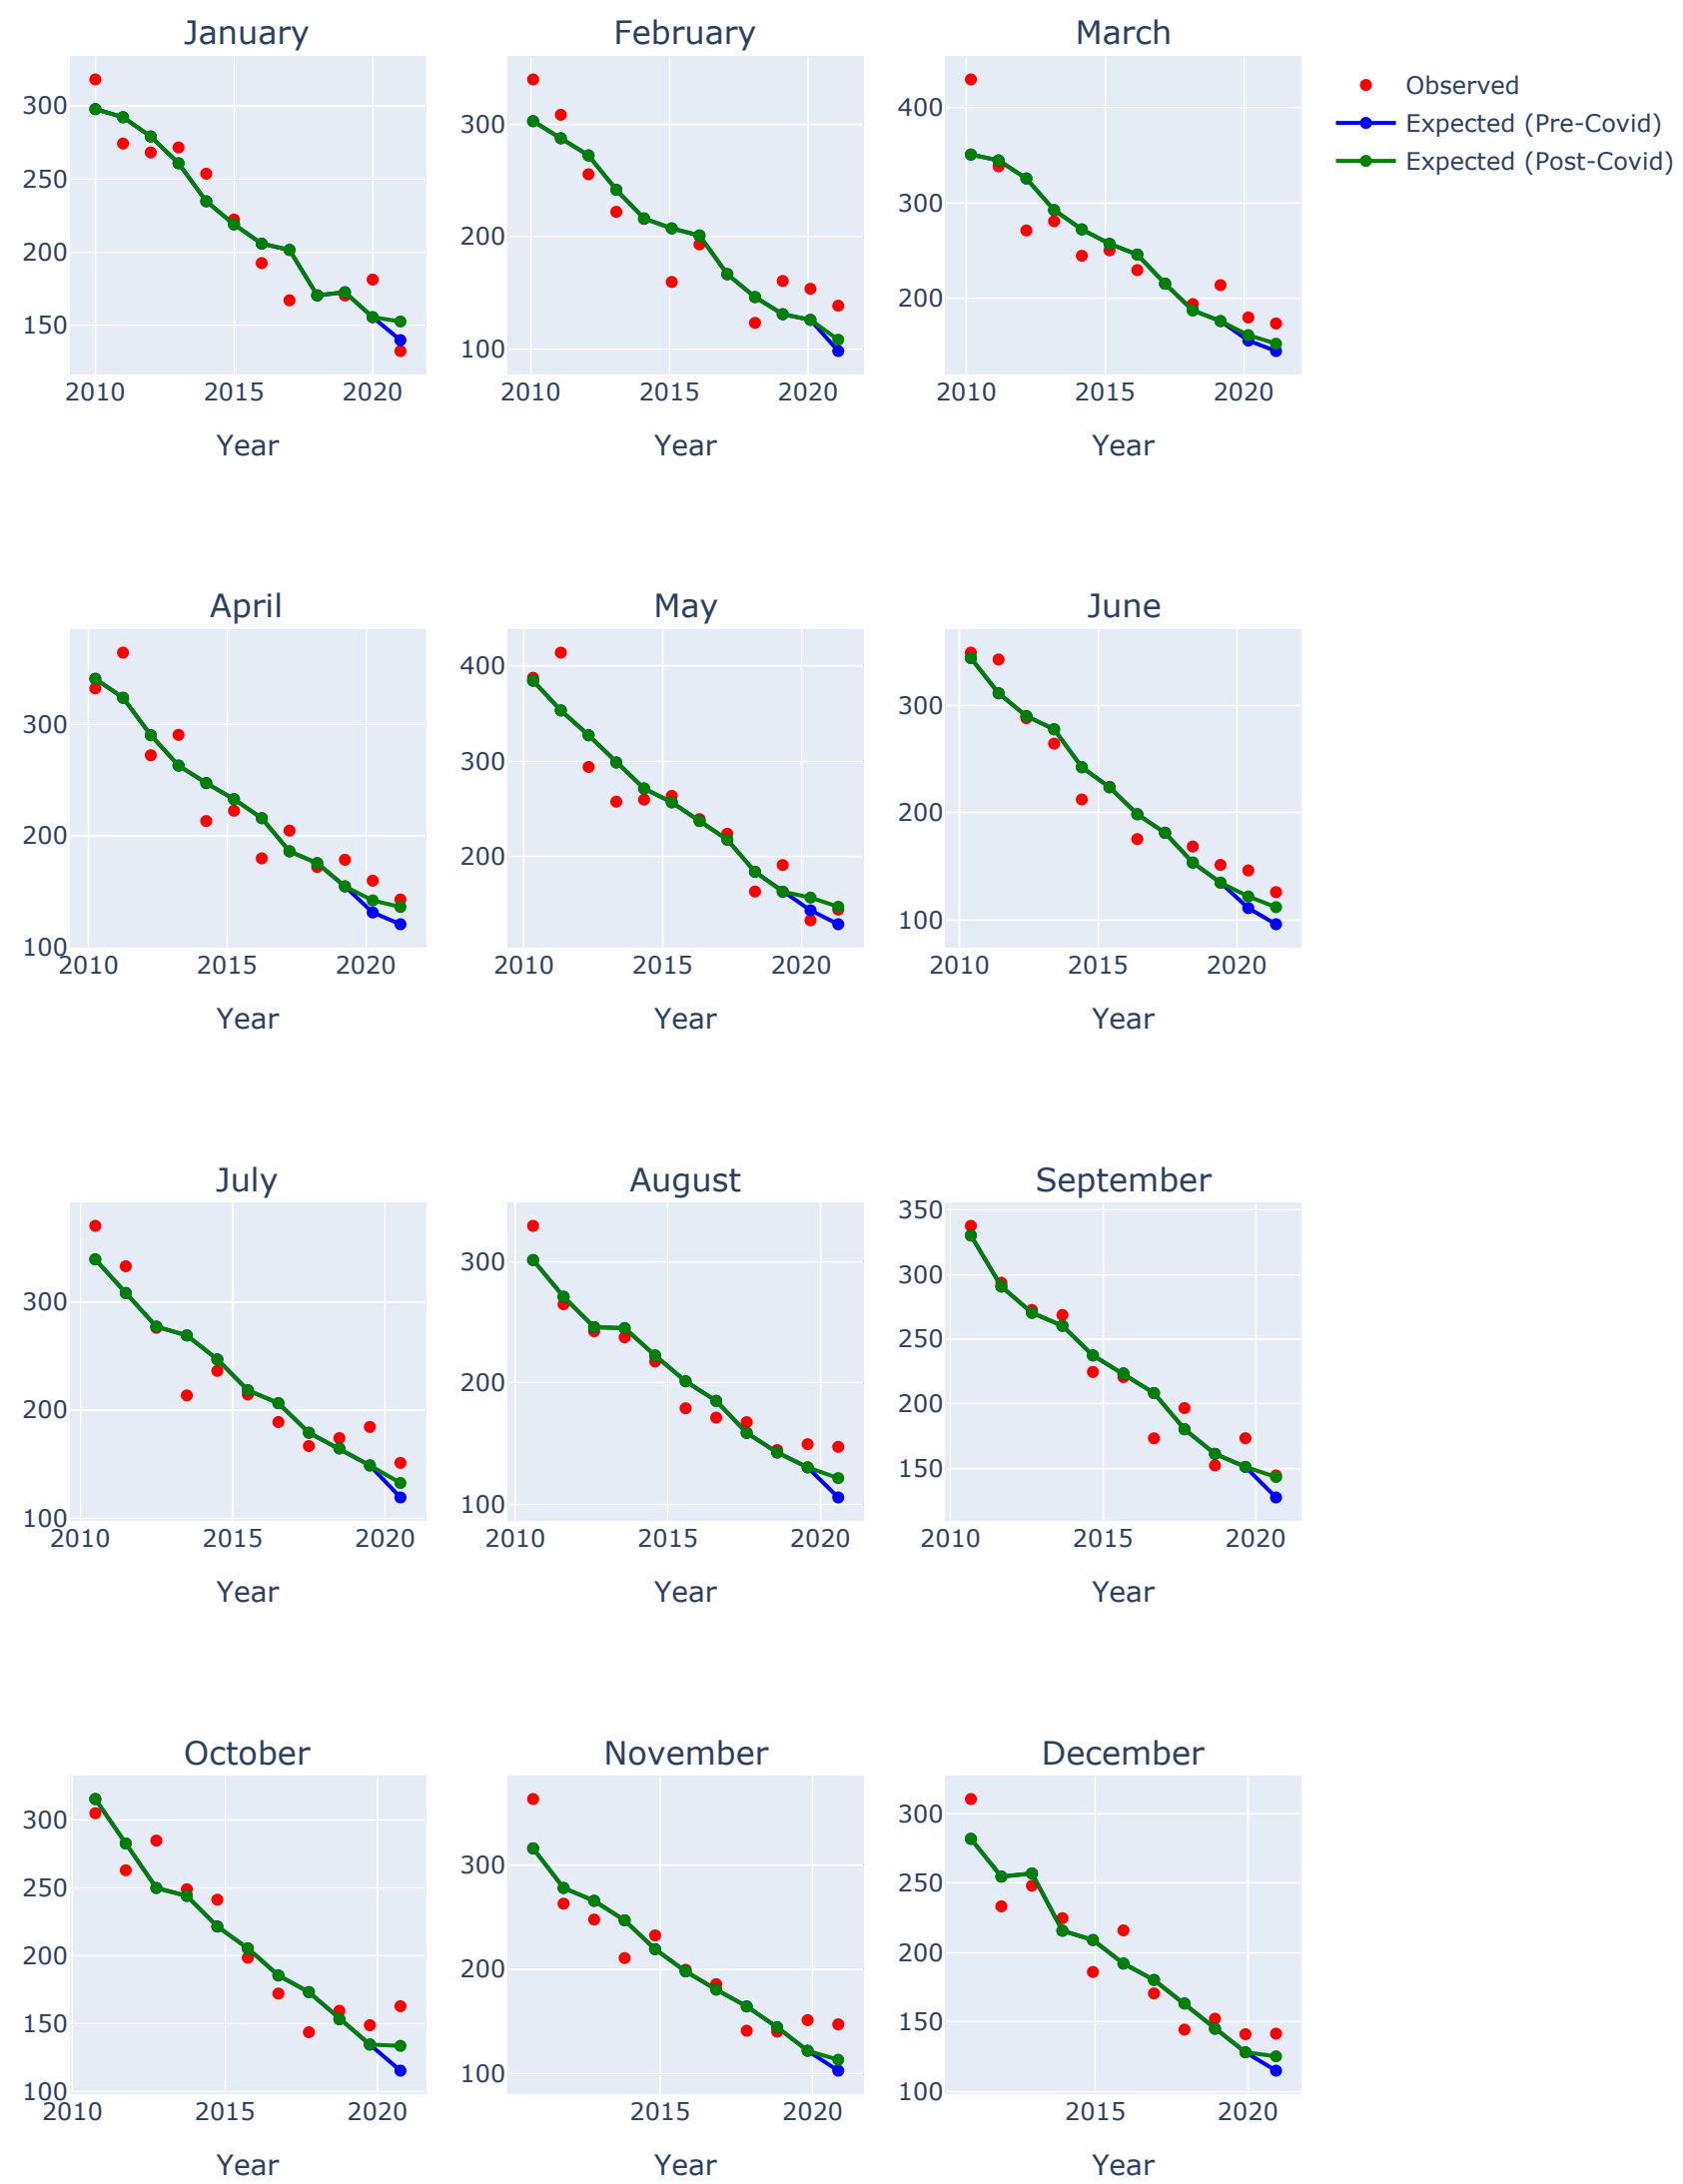 January
February
March
300
250
200
150
2010
2015
2020
Year
300
200
100
2010
2015
2020
Year
400
300
200
2010
2015
2020
Year
Observed
Expected (Pre-Covid)
Expected (Post-Covid)
April
May
June
300
200
100
2010
2015
2020
Year
400
300
200
2010
2015
2020
Year
300
200
100
2010
2015
2020
Year
July
August
September
300
200
100
2010
2015
2020
Year
300
200
100
2010
2015
2020
Year
350
300
250
200
150
2010
2015
2020
Year
October
November
December
300
250
200
150
100
2010
2015
2020
Year
300
200
100
2015
2020
Year
300
250
200
150
100
2015
2020
Year